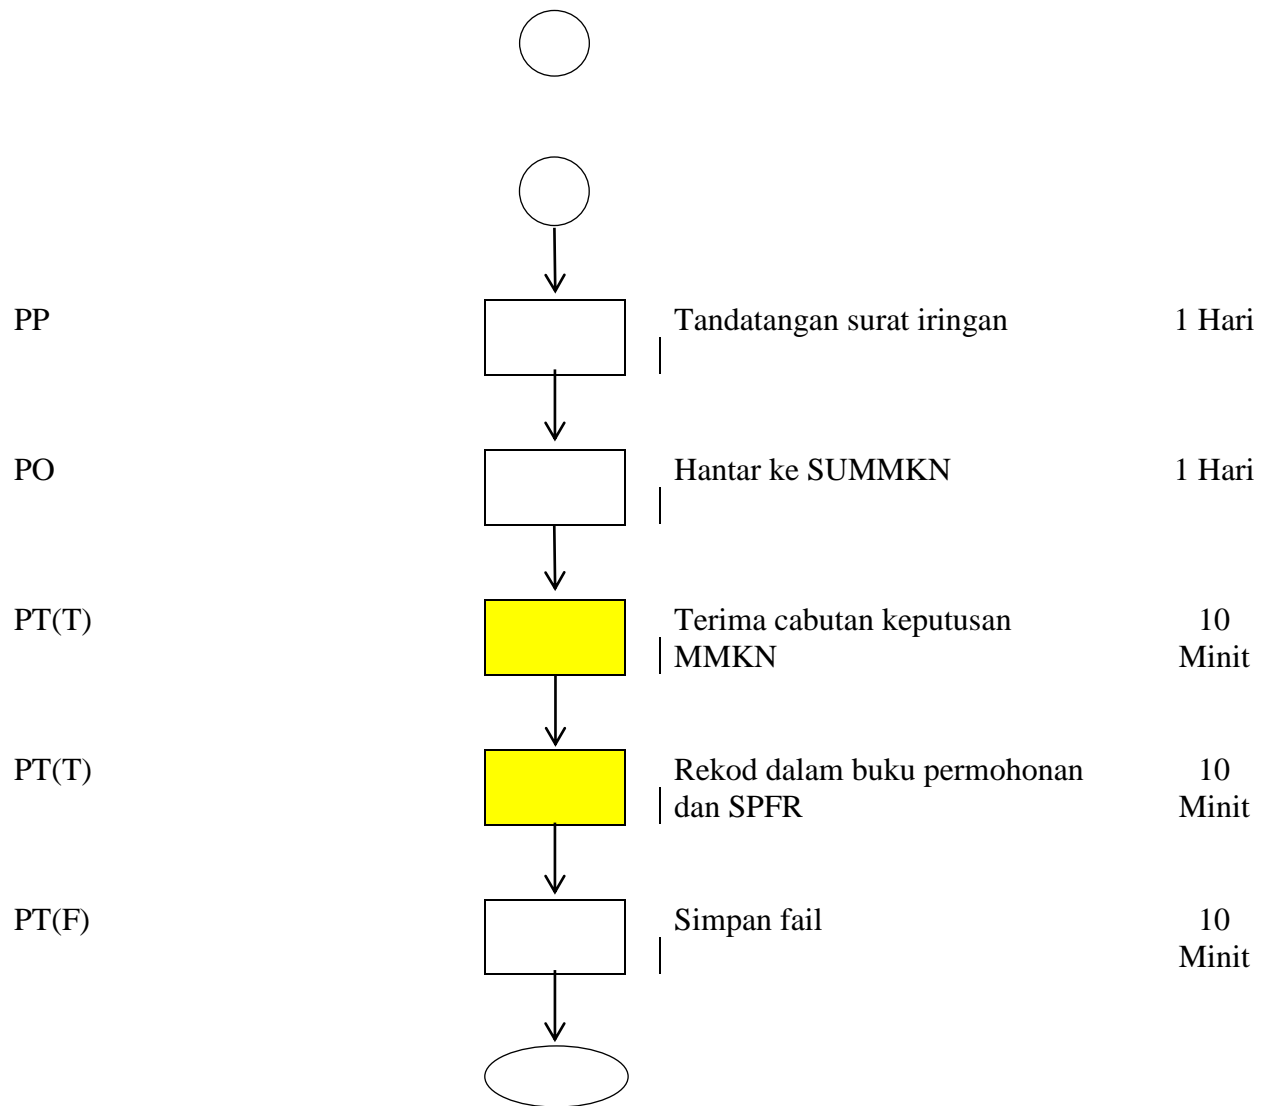 PP Tandatangan surat iringan 1 Hari
PO Hantar ke SUMMKN 1 Hari
PT(T) Terima cabutan keputusan 10
MMKN Minit
PT(T) Rekod dalam buku permohonan 10
dan SPFR Minit
PT(F) Simpan fail 10
Minit